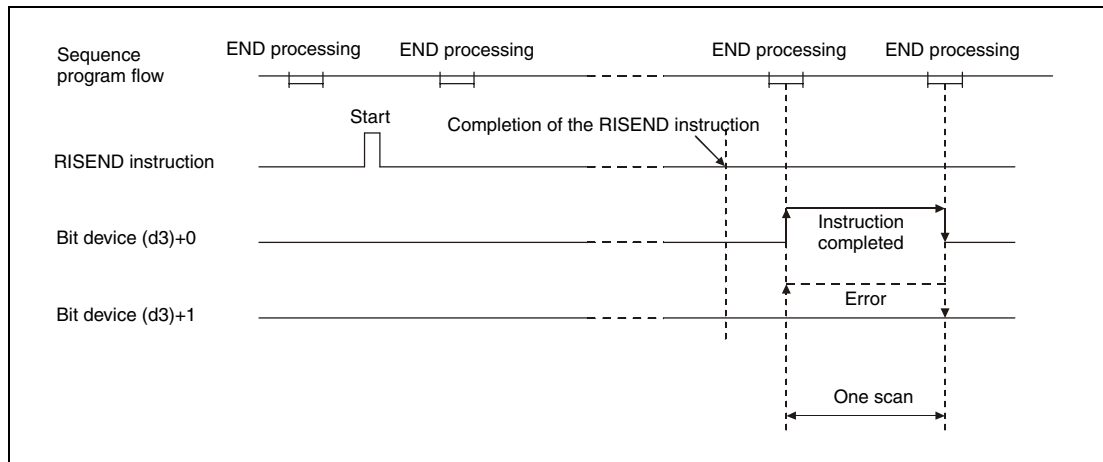 Sequence
program flow
END processing
END processing
END processing
END processing
Start
Completion of the RISEND instruction
RISEND instruction
Bit device (d3)+0
Instruction
completed
Bit device (d3)+1
Error
One scan